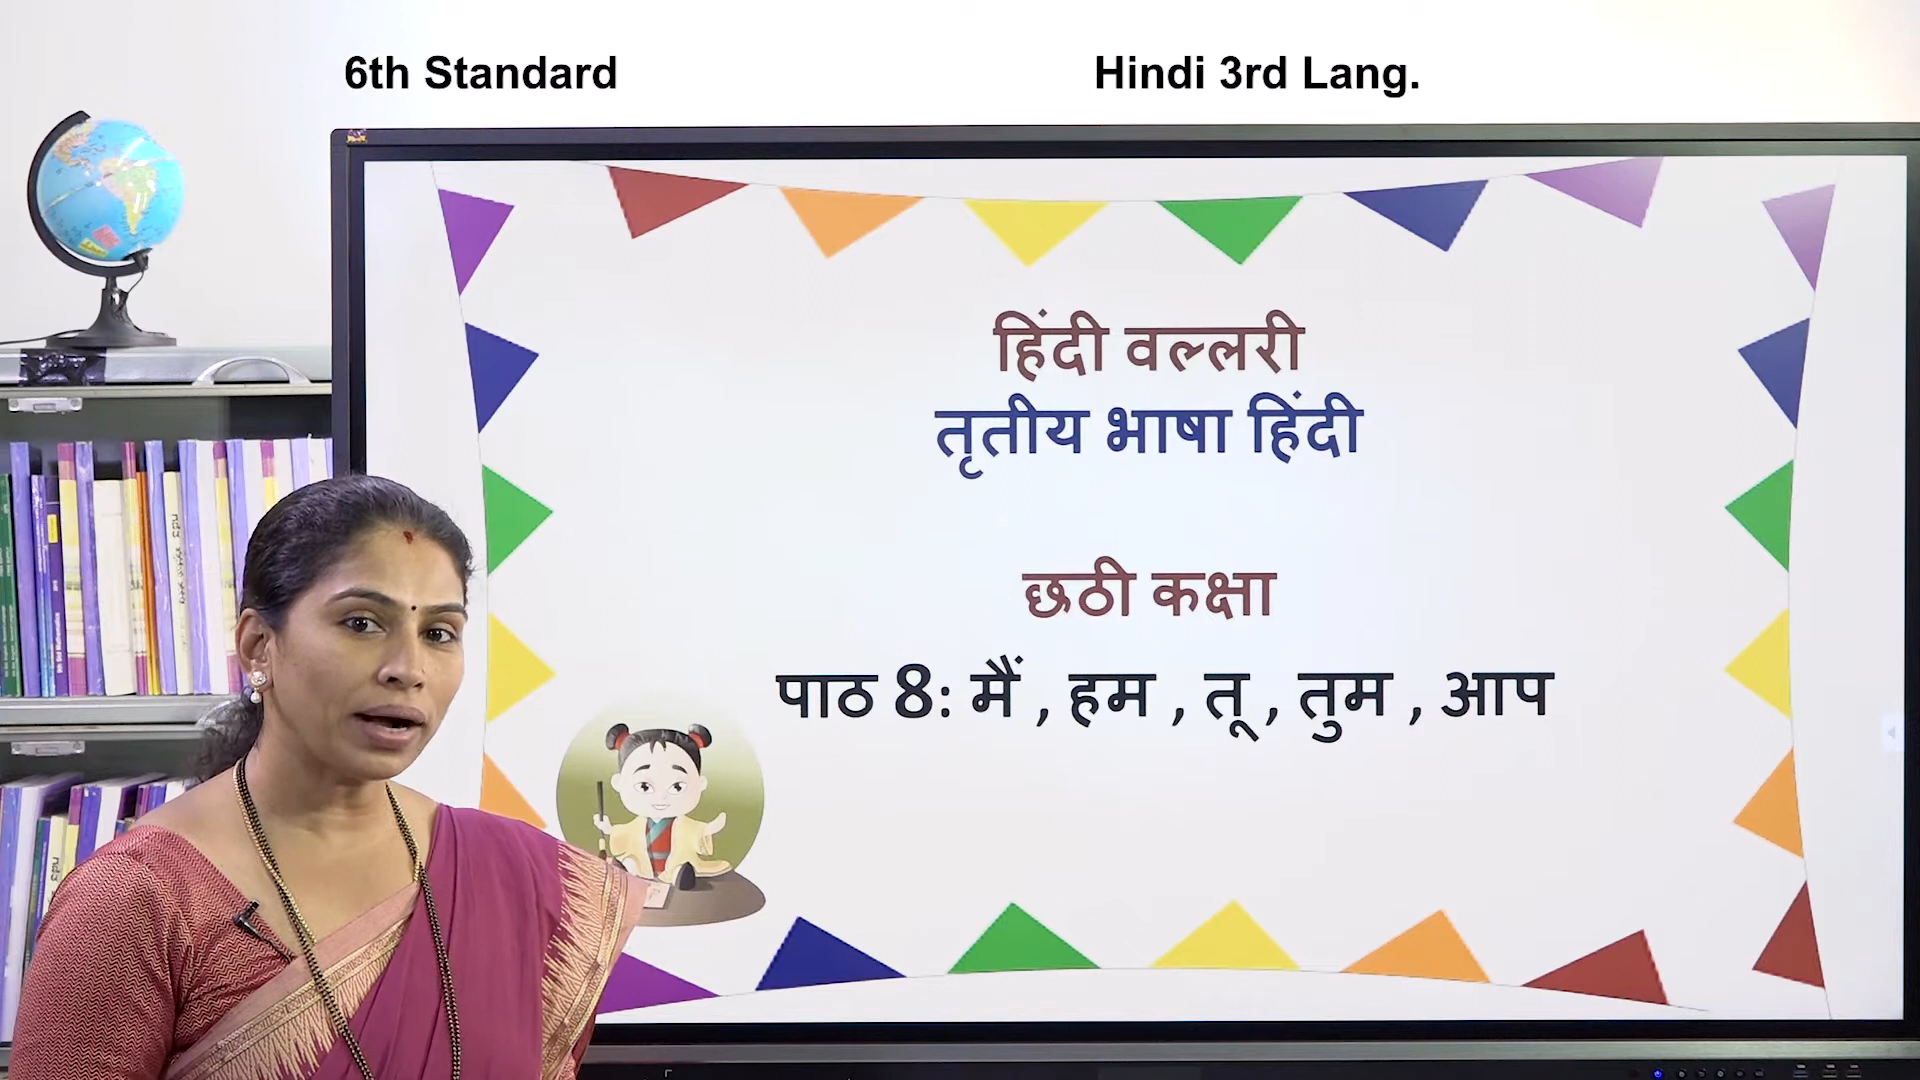 6th Standard
Hindi 3rd Lang.
हिंदी वल्लरी
तृतीय भाषा हिंदी
छठी कक्षा
पाठ 8: मैं , हम , तू , तुम , आप